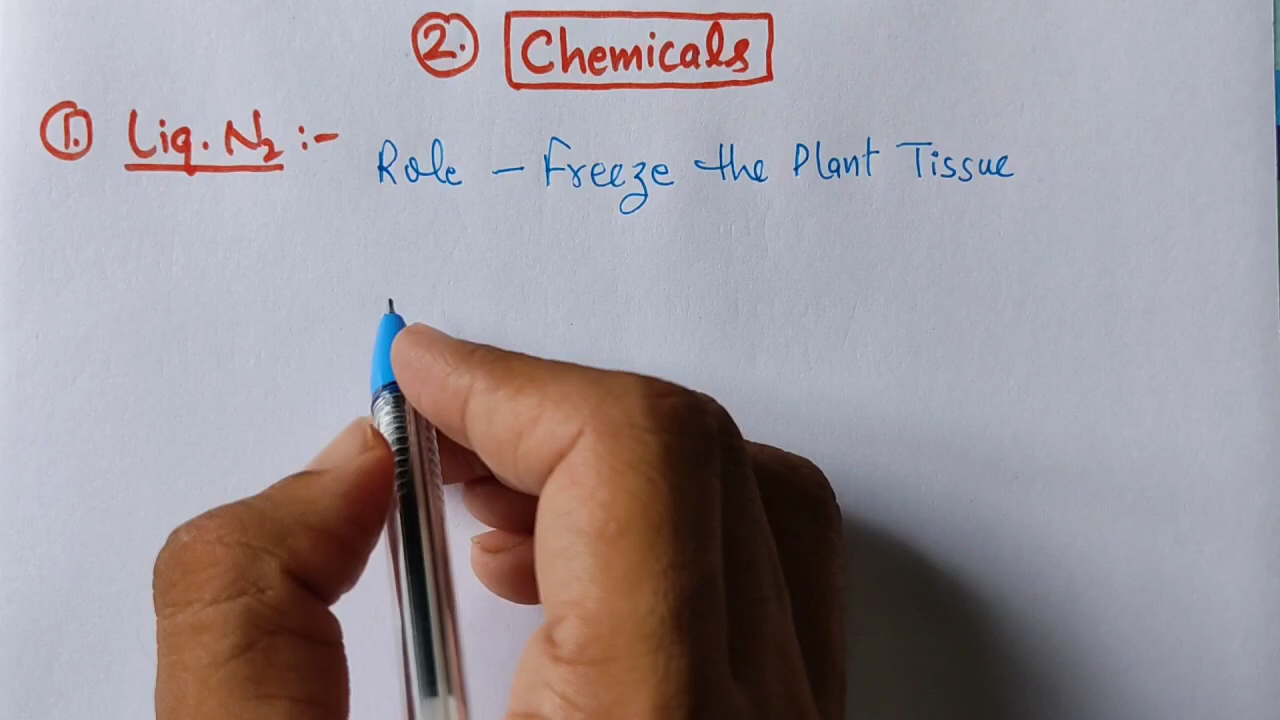 2. Chemicals
1. Liq. N2 :- Role - Freeze the Plant Tissue